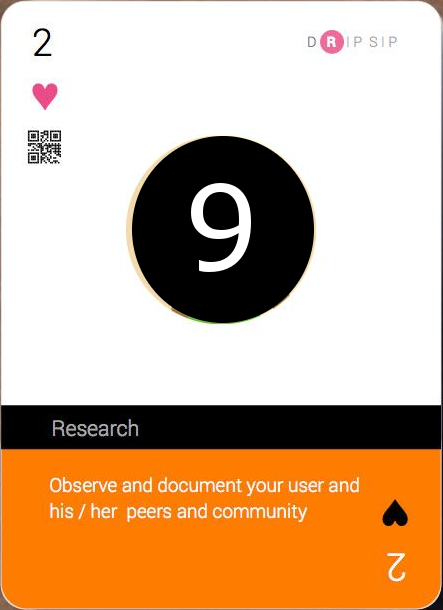 2
DRIPSIP
9
Research
Observe and document your user and
his / her peers and community
2